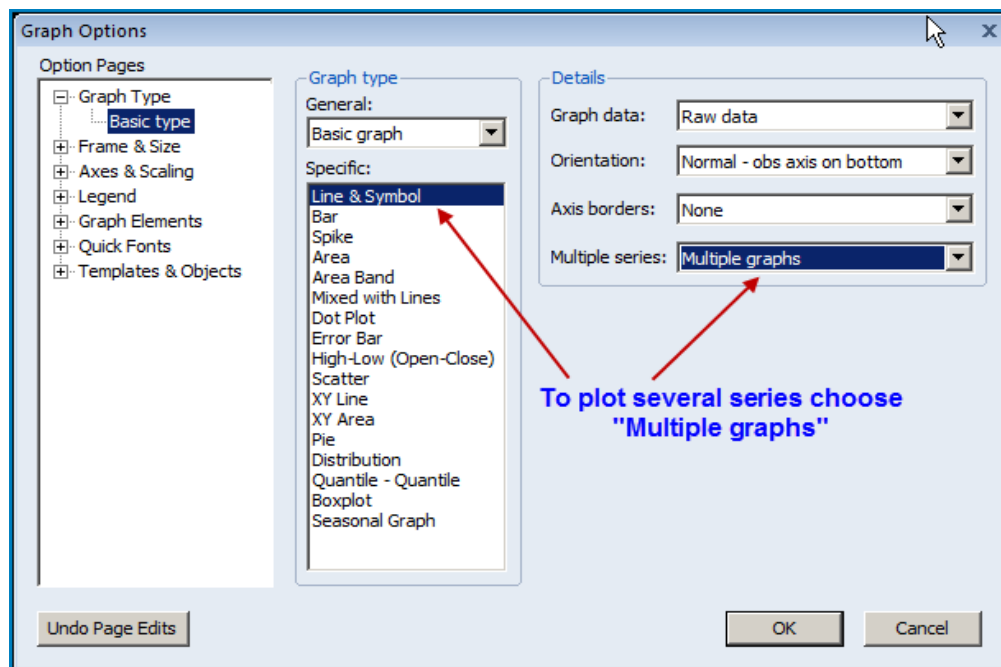 Graph Options
Option Pages
Graph Type
Basic type
Frame & Size
Axes & Scaling
Legend
Graph Elements
Quick Fonts
Templates & Objects
Graph type
General:
Basic graph
Specific:
Line & Symbol
Bar
Spike
Area
Area Band
Mixed with Lines
Dot Plot
Error Bar
High-Low (Open-Close)
Scatter
XY Line
XY Area
Pie
Distribution
Quantile - Quantile
Boxplot
Seasonal Graph
Details
Graph data: Raw data
Orientation: Normal - obs axis on bottom
Axis borders: None
Multiple series: Multiple graphs
To plot several series choose
"Multiple graphs"
Undo Page Edits
OK
Cancel